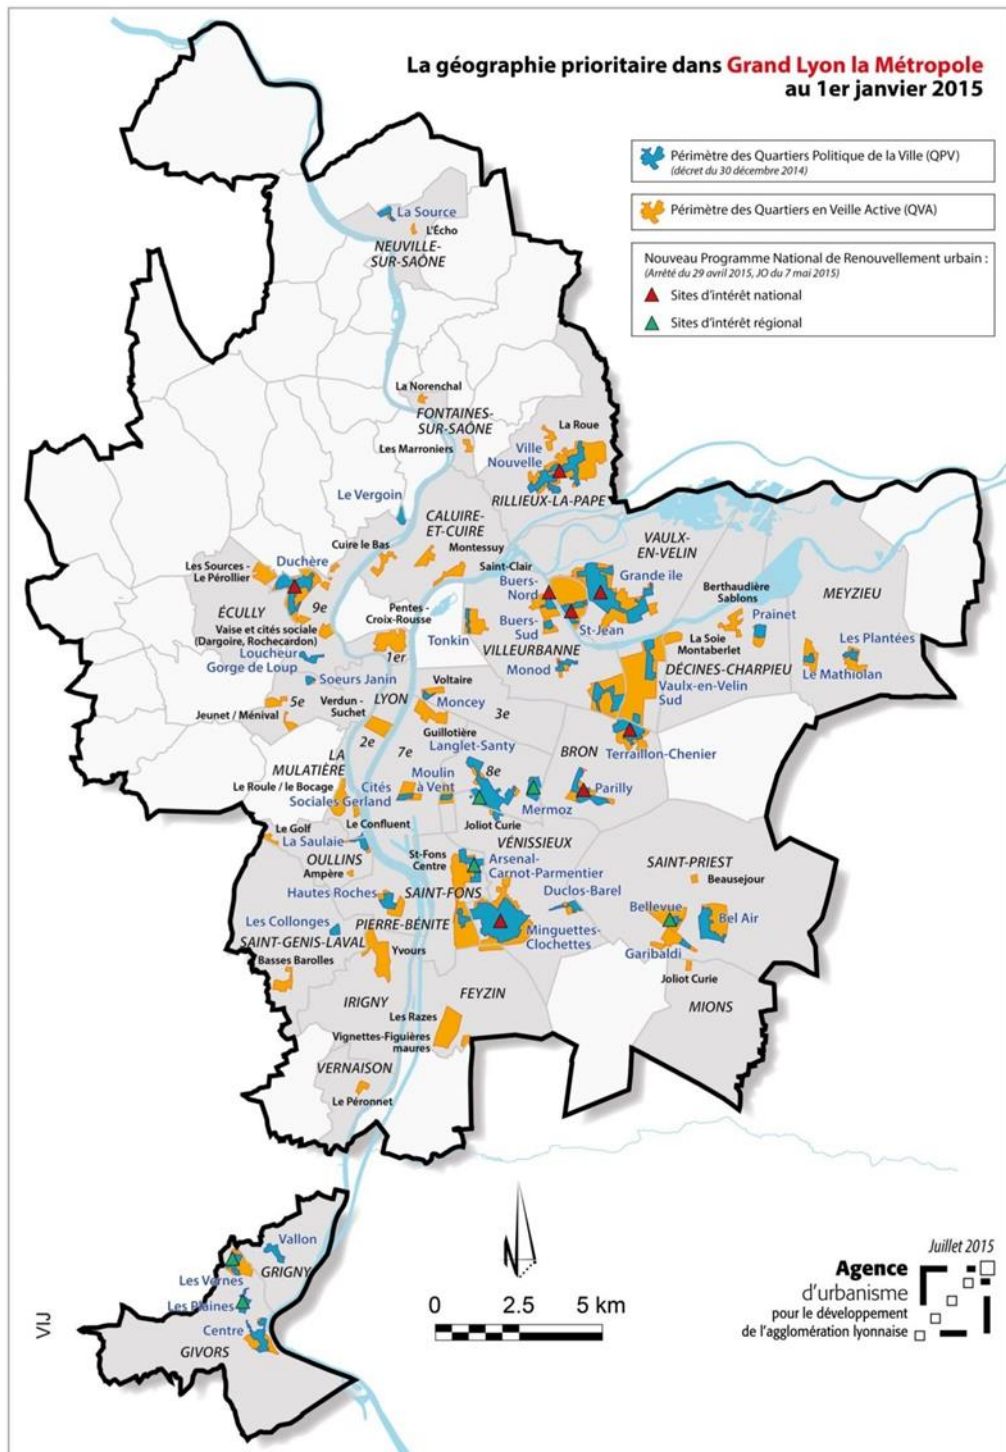 La géographie prioritaire dans Grand Lyon la Métropole
au 1er janvier 2015
Périmètre des Quartiers Politique de la Ville (QPV)
(décret du 30 décembre 2014)
Périmètre des Quartiers en Veille Active (QVA)
Nouveau Programme National de Renouvellement urbain :
(Arrêté du 29 avril 2015, JO du 7 mai 2015)
Sites d'intérêt national
Sites d'intérêt régional
La Source
L'Écho
NEUVILLE-
SUR-SAÔNE
La Norenchal
FONTAINES-
SUR-SAÔNE
Les Marroniers
La Roue
Ville
Nouvelle
RILLIEUX-LA-PAPE
Le Vergoin
CALUIRE-
ET-CUIRE
Cuire le Bas
Montessuy
Saint-Clair
VAULX-
EN-VELIN
Les Sources -
Le Pérollier
Duchère
ÉCULLY
9e
Pentes -
Croix-Rousse
Buers-
Nord
Grande île
Berthaudière
Sablons
MEYZIEU
Prainet
Vaise et cités sociale
(Dargoire, Rochecardon)
1er
Tonkin
Buers-
Sud
St-Jean
VILLEURBANNE
La Soie
Montaberlet
Les Plantées
Loucheur
Gorge de Loup
Monod
DÉCINES-CHARPIEU
Le Mathiolan
Soeurs Janin
Voltaire
Vaulx-en-Velin
Sud
5e
Verdun -
Suchet
LYON
Moncey
3e
Jeunet / Ménival
Guillotière
2e
7e
Langlet-Santy
BRON
Terraillon-Chenier
LA
MULATIÈRE
8e
Le Roule / le Bocage
Cités
Sociales Gerland
Moulin
à Vent
Parilly
Mermoz
Le Golf
Le Confluent
Joliot Curie
La Saulaie
VÉNISSIEUX
OULLINS
St-Fons
Centre
Arsenal-
Carnot-Parmentier
SAINT-PRIEST
Ampère
Beausejour
Hautes Roches
SAINT-FONS
Duclos-Barel
Bellevue
Bel Air
Les Collonges
PIERRE-BÉNITE
Minguettes-
Clochettes
SAINT-GENIS-LAVAL
Garibaldi
Basses Barolles
Yvours
Joliot Curie
IRIGNY
FEYZIN
MIONS
Les Razes
Vignettes-Figuières
maures
VERNAISON
Le Péronnet
Vallon
GRIGNY
Les Vernes
Les Plaines
Centre
GIVORS
VIJ
N
0 2.5 5 km
Juillet 2015
Agence
d'urbanisme
pour le développement
de l'agglomération lyonnaise